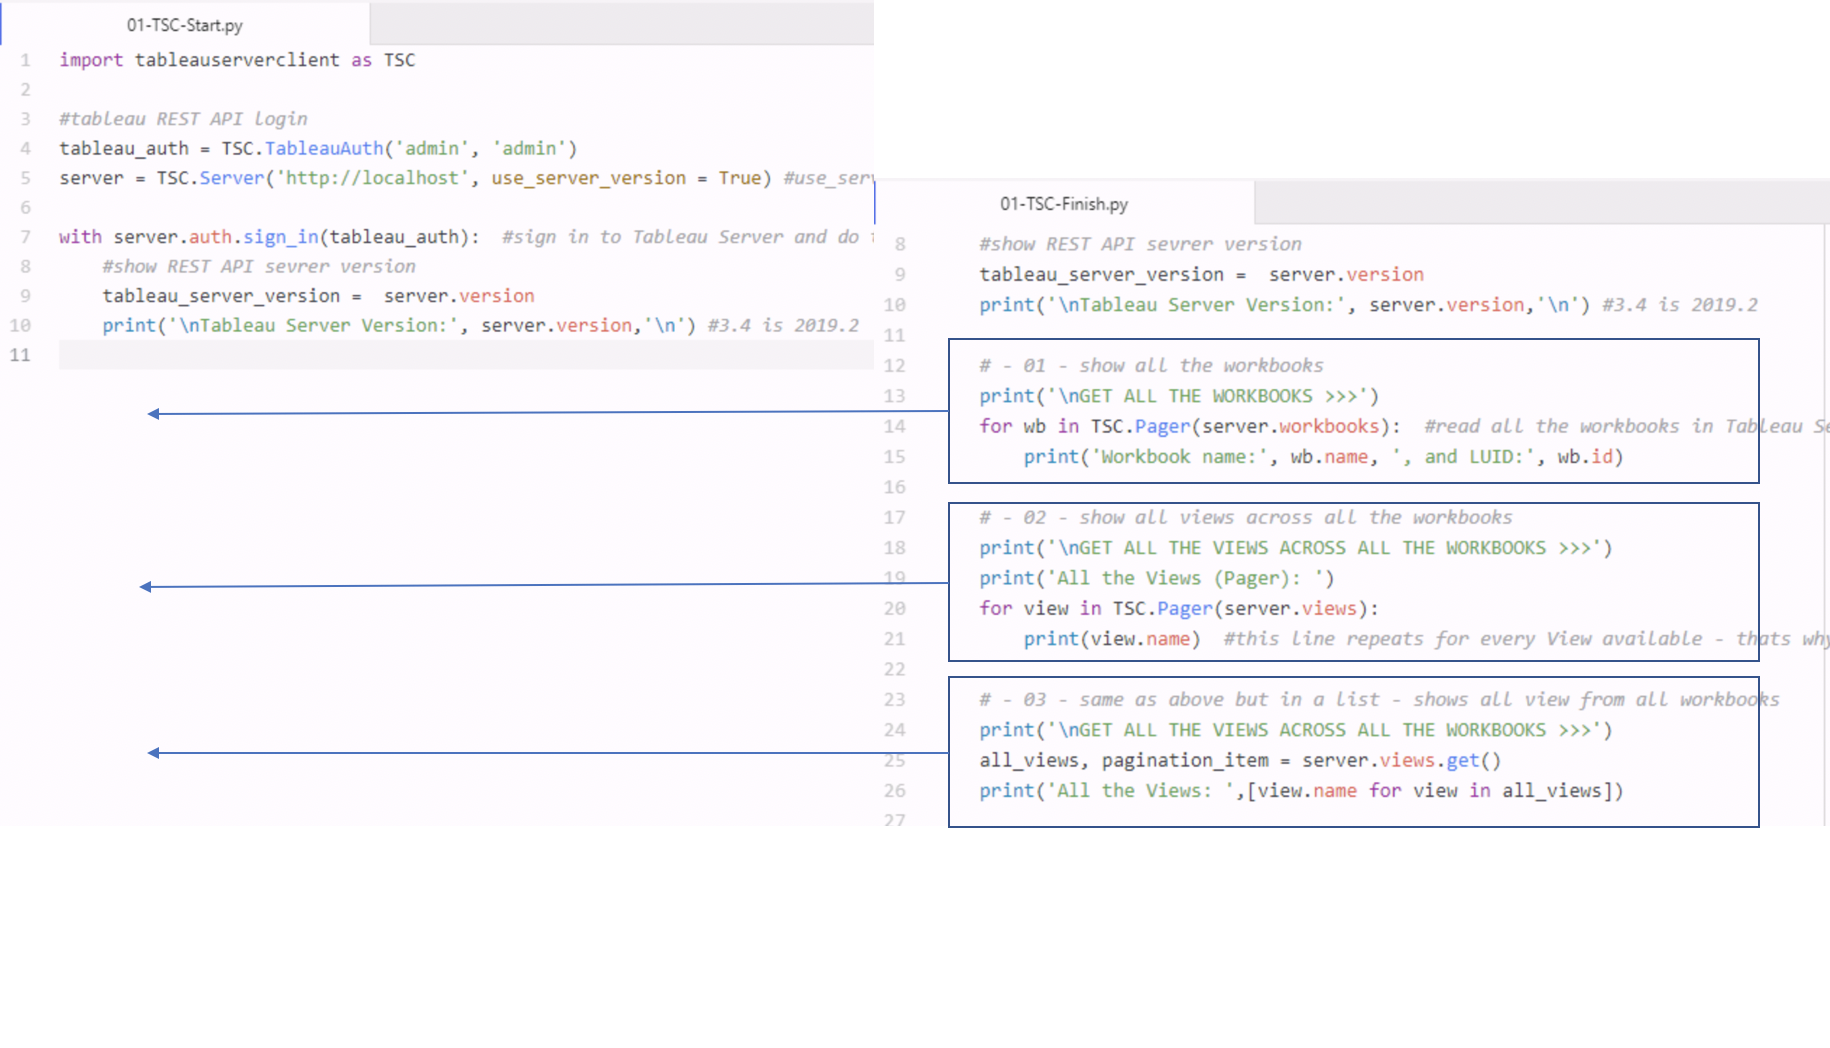 01-TSC-Start.py
1 import tableauserverclient as TSC
2
3 #tableau REST API login
4 tableau_auth = TSC.TableauAuth('admin', 'admin')
5 server = TSC.Server('http://localhost', use_server_version = True) #use_ser
6
7 with server.auth.sign_in(tableau_auth):  #sign in to Tableau Server and do
8     #show REST API sevrer version
9     tableau_server_version =  server.version
10     print('\nTableau Server Version:', server.version,'\n') #3.4 is 2019.2
11
01-TSC-Finish.py
8 #show REST API sevrer version
9 tableau_server_version =  server.version
10 print('\nTableau Server Version:', server.version,'\n') #3.4 is 2019.2
11
12 # - 01 - show all the workbooks
13 print('\nGET ALL THE WORKBOOKS >>>')
14 for wb in TSC.Pager(server.workbooks):  #read all the workbooks in Tableau Se
15     print('Workbook name:', wb.name, ', and LUID:', wb.id)
16
17 # - 02 - show all views across all the workbooks
18 print('\nGET ALL THE VIEWS ACROSS ALL THE WORKBOOKS >>>')
19 print('All the Views (Pager): ')
20 for view in TSC.Pager(server.views):
21     print(view.name)  #this line repeats for every View available - thats why
22
23 # - 03 - same as above but in a list - shows all view from all workbooks
24 print('\nGET ALL THE VIEWS ACROSS ALL THE WORKBOOKS >>>')
25 all_views, pagination_item = server.views.get()
26 print('All the Views: ',[view.name for view in all_views])
27